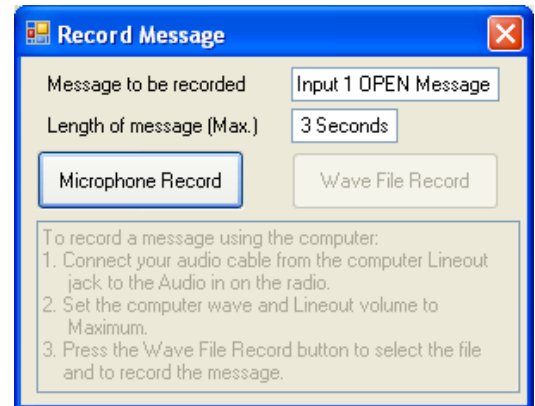 Record Message
Message to be recorded Input 1 OPEN Message
Length of message (Max.) 3 Seconds
Microphone Record Wave File Record
To record a message using the computer:
1. Connect your audio cable from the computer Lineout
jack to the Audio in on the radio.
2. Set the computer wave and Lineout volume to
Maximum.
3. Press the Wave File Record button to select the file
and to record the message.